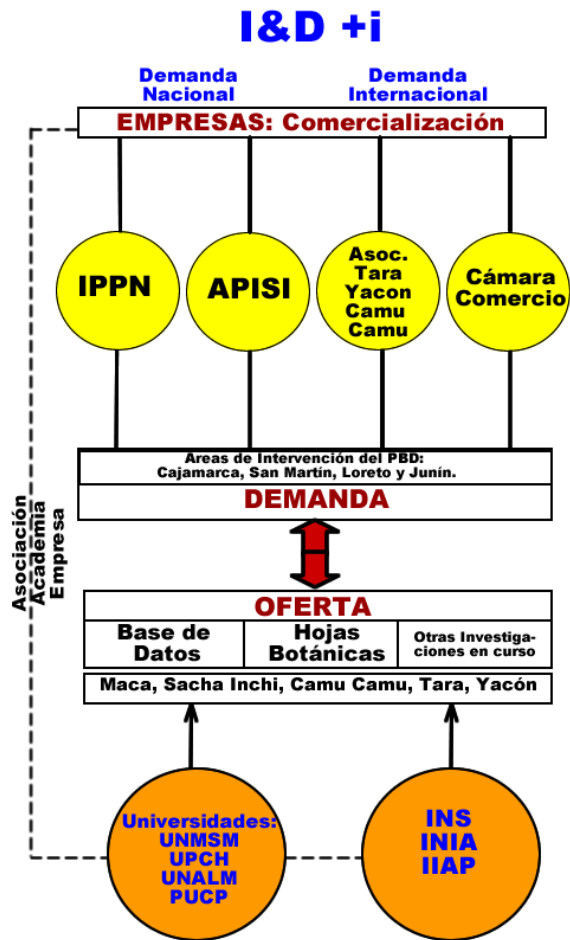 I&D +i
Demanda
Nacional
Demanda
Internacional
EMPRESAS: Comercialización
IPPN
APISI
Asoc.
Tara
Yacon
Camu
Camu
Cámara
Comercio
Areas de Intervención del PBD:
Cajamarca, San Martín, Loreto y Junín.
DEMANDA
Asociación
Academia
Empresa
OFERTA
Base de
Datos
Hojas
Botánicas
Otras Investiga-
ciones en curso
Maca, Sacha Inchi, Camu Camu, Tara, Yacón
Universidades:
UNMSM
UPCH
UNALM
PUCP
INS
INIA
IIAP